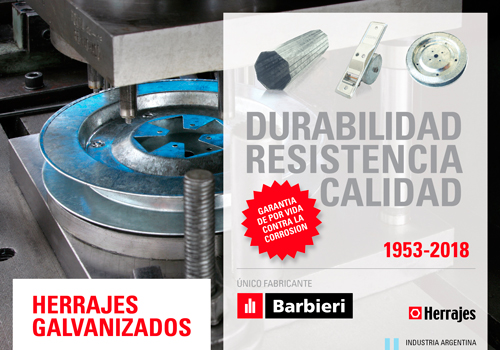 DURABILIDAD
RESISTENCIA
CALIDAD
GARANTIA
DE POR VIDA
CONTRA LA
CORROSION
1953-2018
ÚNICO FABRICANTE
Barbieri
Herrajes
HERRAJES
GALVANIZADOS
INDUSTRIA ARGENTINA